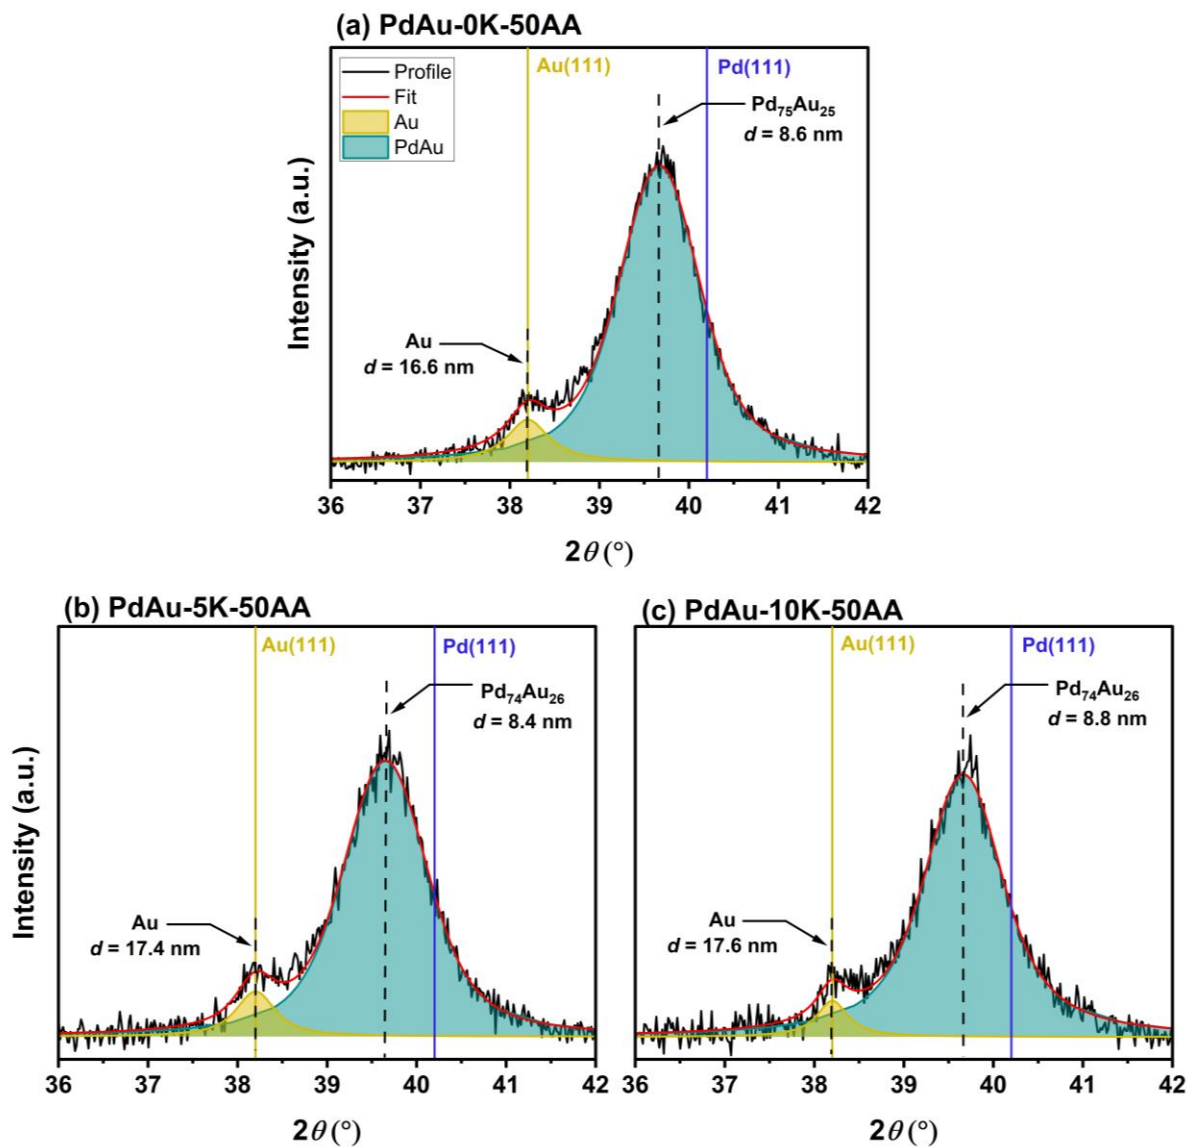 (a) PdAu-0K-50AA
Profile
Fit
Au
PdAu
Au(111)
Pd(111)
Pd₇₅Au₂₅
d = 8.6 nm
Au
d = 16.6 nm
Intensity (a.u.)
36 37 38 39 40 41 42
2θ (°)
(b) PdAu-5K-50AA
Au(111)
Pd(111)
Pd₇₄Au₂₆
d = 8.4 nm
Au
d = 17.4 nm
Intensity (a.u.)
36 37 38 39 40 41 42
2θ (°)
(c) PdAu-10K-50AA
Au(111)
Pd(111)
Pd₇₄Au₂₆
d = 8.8 nm
Au
d = 17.6 nm
36 37 38 39 40 41 42
2θ (°)